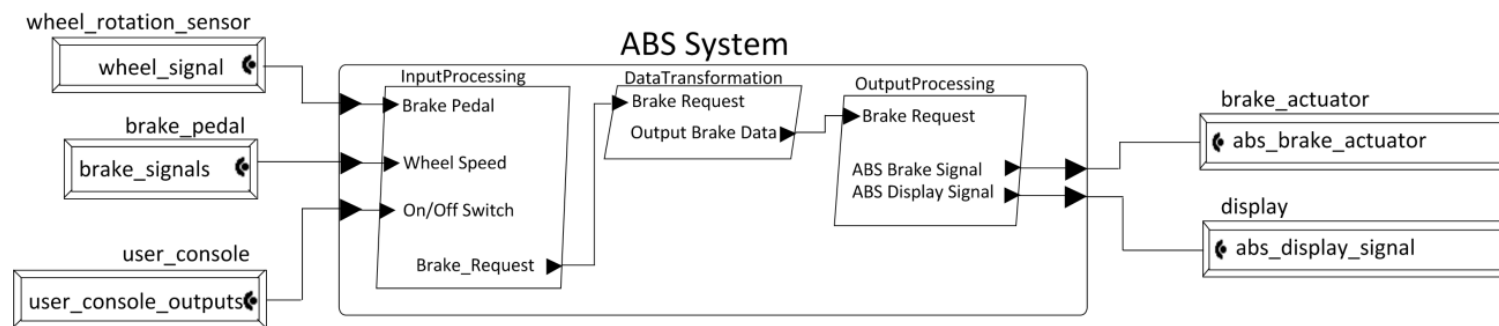 wheel_rotation_sensor
wheel_signal
brake_pedal
brake_signals
user_console
user_console_outputs
ABS System
InputProcessing
Brake Pedal
Wheel Speed
On/Off Switch
Brake_Request
DataTransformation
Brake Request
Output Brake Data
OutputProcessing
Brake Request
ABS Brake Signal
ABS Display Signal
brake_actuator
abs_brake_actuator
display
abs_display_signal